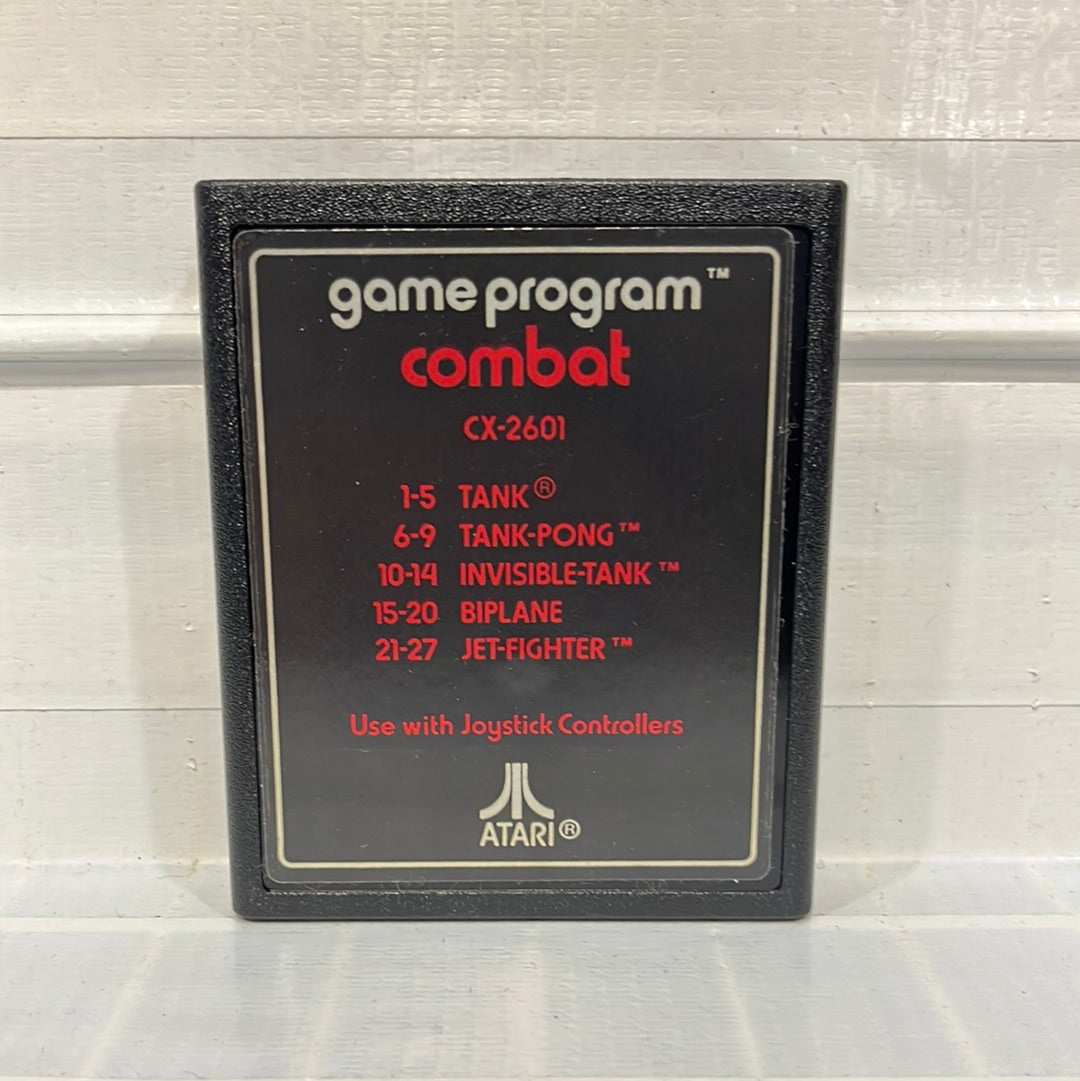 game program™
combat
CX-2601
1-5 TANK®
6-9 TANK-PONG™
10-14 INVISIBLE-TANK™
15-20 BIPLANE
21-27 JET-FIGHTER™
Use with Joystick Controllers
ATARI®